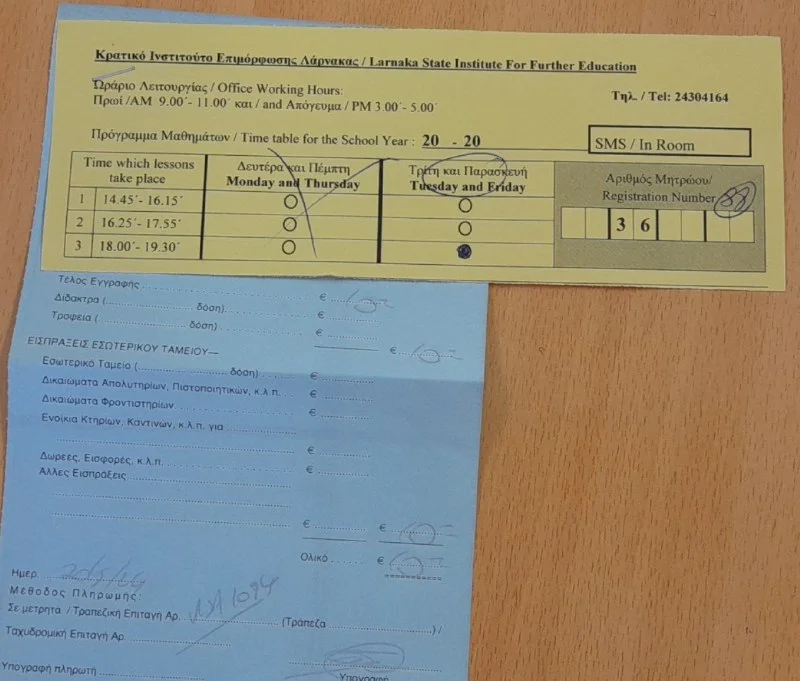 Κρατικό Ινστιτούτο Επιμόρφωσης Λάρνακας / Larnaka State Institute For Further Education
Ωράριο Λειτουργίας / Office Working Hours:
Πρωί /AM 9.00΄- 11.00΄ και / and Απόγευμα / PM 3.00΄- 5.00΄
Τηλ. / Tel: 24304164
Πρόγραμμα Μαθημάτων / Time table for the School Year : 20 - 20
SMS / In Room
Time which lessons take place
Δευτέρα και Πέμπτη
Monday and Thursday
Τρίτη και Παρασκευή
Tuesday and Friday
Αριθμός Μητρώου/
Registration Number
1 14.45΄- 16.15΄
2 16.25΄- 17.55΄
3 18.00΄- 19.30΄
3 6
Τέλος Εγγραφής €
Δίδακτρα ( δόση) €
Τροφεία ( δόση) €
€
ΕΙΣΠΡΑΞΕΙΣ ΕΣΩΤΕΡΙΚΟΥ ΤΑΜΕΙΟΥ—
Εσωτερικό Ταμείο ( δόση) €
Δικαιώματα Απολυτηρίων, Πιστοποιητικών, κ.λ.π. €
Δικαιώματα Φροντιστηρίων €
Ενοίκια Κτηρίων, Καντινων, κ.λ.π. για
€
Δωρεές, Εισφορές, κ.λ.π. €
Άλλες Εισπράξεις
€ €
Ολικό €
Ημερ.
Μέθοδος Πληρωμής:
Σε μετρητά / Τραπεζική Επιταγή Αρ. (Τράπεζα ) /
Ταχυδρομική Επιταγή Αρ.
Υπογραφή πληρωτή
Υπογραφή